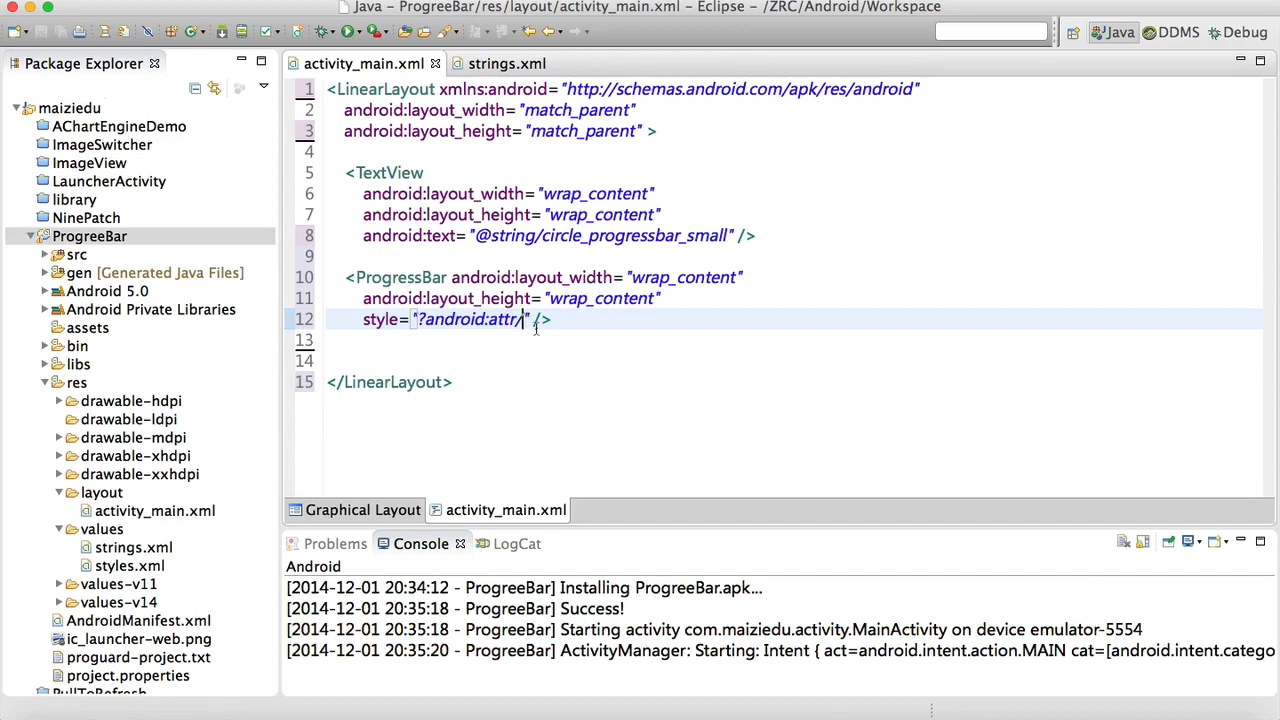 Java - ProgreeBar/res/layout/activity_main.xml - Eclipse - /ZRC/Android/Workspace
Java DDMS Debug
Package Explorer
maiziedu
AChartEngineDemo
ImageSwitcher
ImageView
LauncherActivity
library
NinePatch
ProgreeBar
src
gen [Generated Java Files]
Android 5.0
Android Private Libraries
assets
bin
libs
res
drawable-hdpi
drawable-ldpi
drawable-mdpi
drawable-xhdpi
drawable-xxhdpi
layout
activity_main.xml
values
strings.xml
styles.xml
values-v11
values-v14
AndroidManifest.xml
ic_launcher-web.png
proguard-project.txt
project.properties
PullToRefresh
activity_main.xml strings.xml
1 <LinearLayout xmlns:android="http://schemas.android.com/apk/res/android"
2 android:layout_width="match_parent"
3 android:layout_height="match_parent" >
4
5 <TextView
6 android:layout_width="wrap_content"
7 android:layout_height="wrap_content"
8 android:text="@string/circle_progressbar_small" />
9
10 <ProgressBar android:layout_width="wrap_content"
11 android:layout_height="wrap_content"
12 style="?android:attr/" />
13
14
15 </LinearLayout>
Graphical Layout activity_main.xml
Problems Console LogCat
Android
[2014-12-01 20:34:12 - ProgreeBar] Installing ProgreeBar.apk...
[2014-12-01 20:35:18 - ProgreeBar] Success!
[2014-12-01 20:35:18 - ProgreeBar] Starting activity com.maiziedu.activity.MainActivity on device emulator-5554
[2014-12-01 20:35:20 - ProgreeBar] ActivityManager: Starting: Intent { act=android.intent.action.MAIN cat=[android.intent.catego